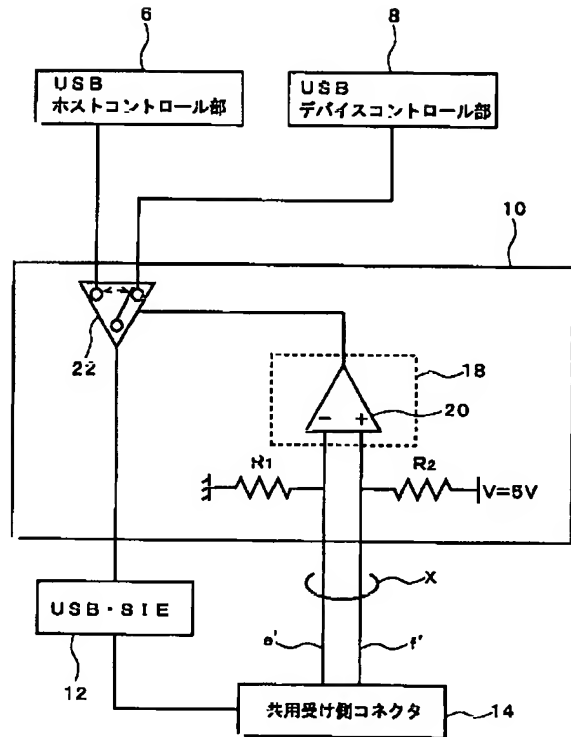 6
8
USB
ホストコントロール部
USB
デバイスコントロール部
10
22
18
20
− +
R1
R2
V=5V
X
USB・SIE
e'
f'
12
共用受け側コネクタ
14